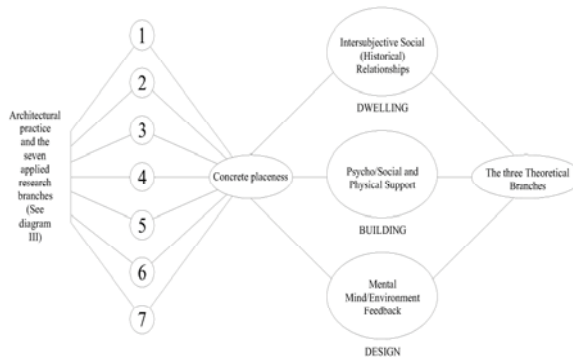 Architectural
practice
and the
seven
applied
research
branches
(See
diagram
III)
1
2
3
4
5
6
7
Concrete placeness
Intersubjective Social
(Historical)
Relationships
DWELLING
Psycho/Social and
Physical Support
BUILDING
Mental
Mind/Environment
Feedback
DESIGN
The three Theoretical
Branches